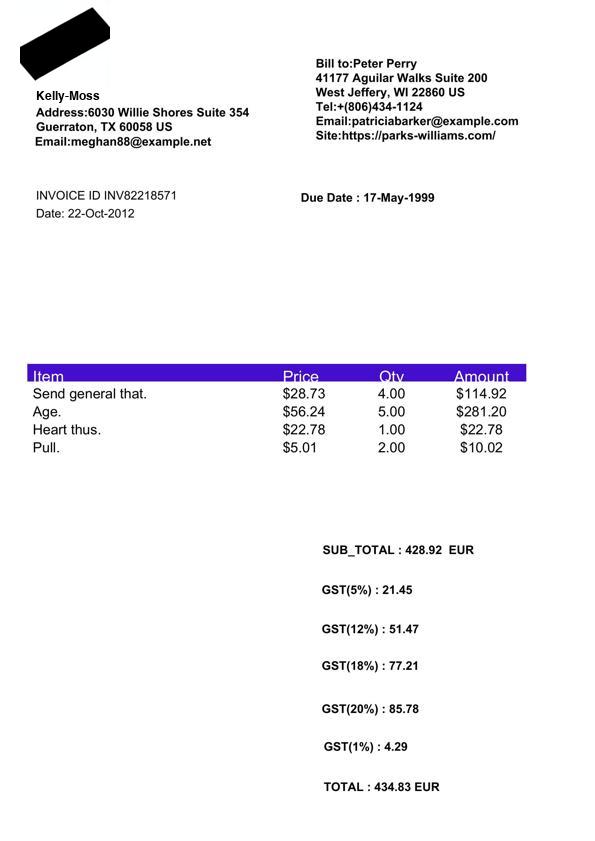 Kelly-Moss
Address:6030 Willie Shores Suite 354
Guerraton, TX 60058 US
Email:meghan88@example.net
Bill to:Peter Perry
41177 Aguilar Walks Suite 200
West Jeffery, WI 22860 US
Tel:+(806)434-1124
Email:patriciabarker@example.com
Site:https://parks-williams.com/
INVOICE ID INV82218571
Date: 22-Oct-2012
Due Date : 17-May-1999
Item Price Qty Amount
Send general that. $28.73 4.00 $114.92
Age. $56.24 5.00 $281.20
Heart thus. $22.78 1.00 $22.78
Pull. $5.01 2.00 $10.02
SUB_TOTAL : 428.92 EUR
GST(5%) : 21.45
GST(12%) : 51.47
GST(18%) : 77.21
GST(20%) : 85.78
GST(1%) : 4.29
TOTAL : 434.83 EUR